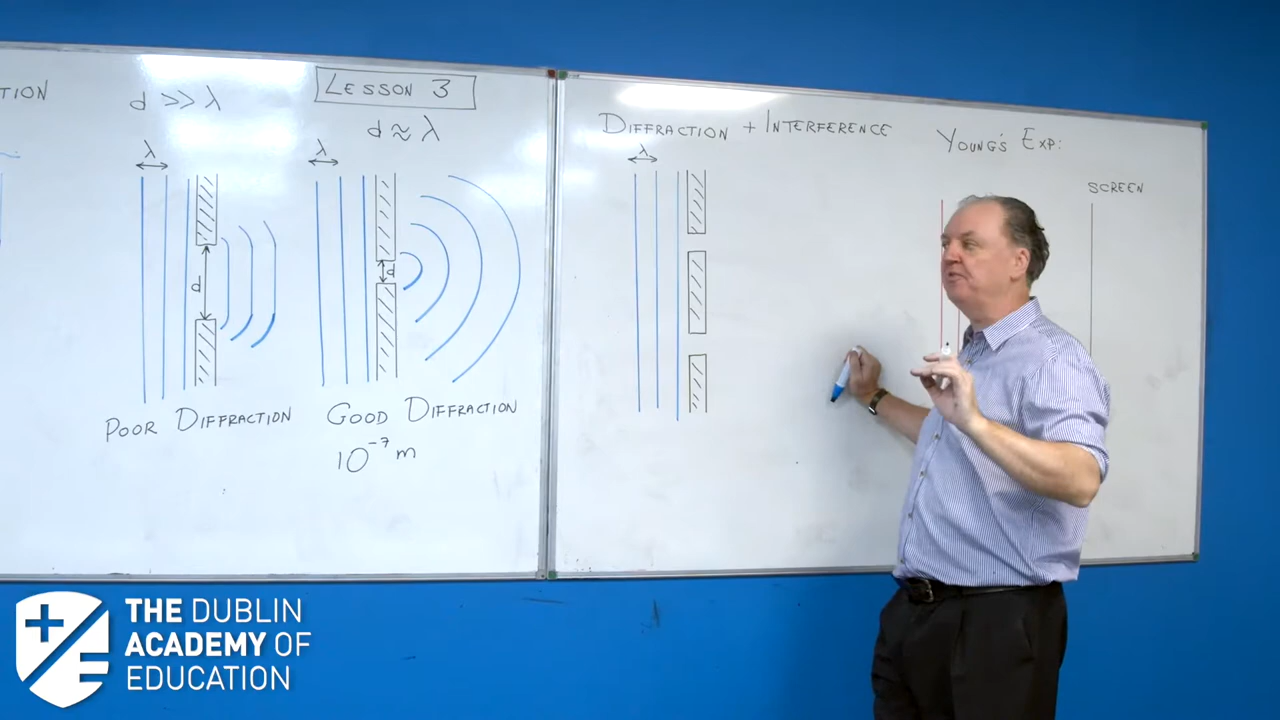 TION
d >> λ
λ
d
POOR DIFFRACTION
LESSON 3
d ≈ λ
λ
d
GOOD DIFFRACTION
10⁻⁷ m
DIFFRACTION + INTERFERENCE
λ
YOUNG'S EXP:
SCREEN
THE DUBLIN
ACADEMY OF
EDUCATION